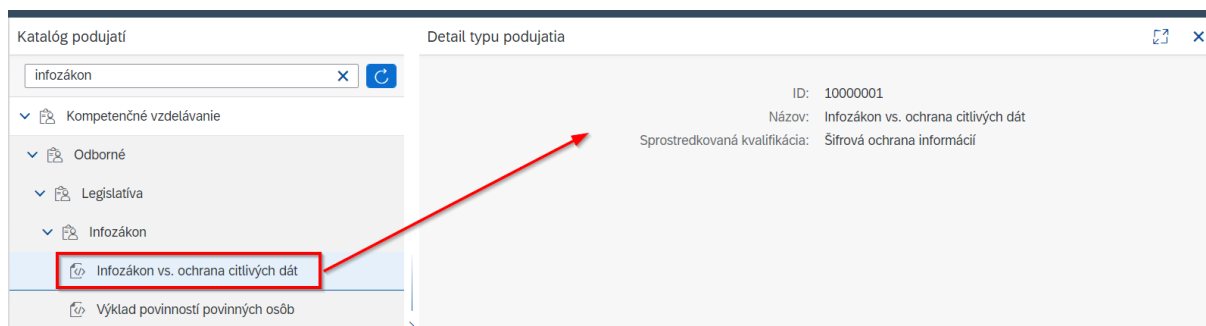 Katalóg podujatí
infozákon
Kompetenčné vzdelávanie
Odborné
Legislatíva
Infozákon
Infozákon vs. ochrana citlivých dát
Výklad povinností povinných osôb
Detail typu podujatia
ID: 10000001
Názov: Infozákon vs. ochrana citlivých dát
Sprostredkovaná kvalifikácia: Šifrová ochrana informácií